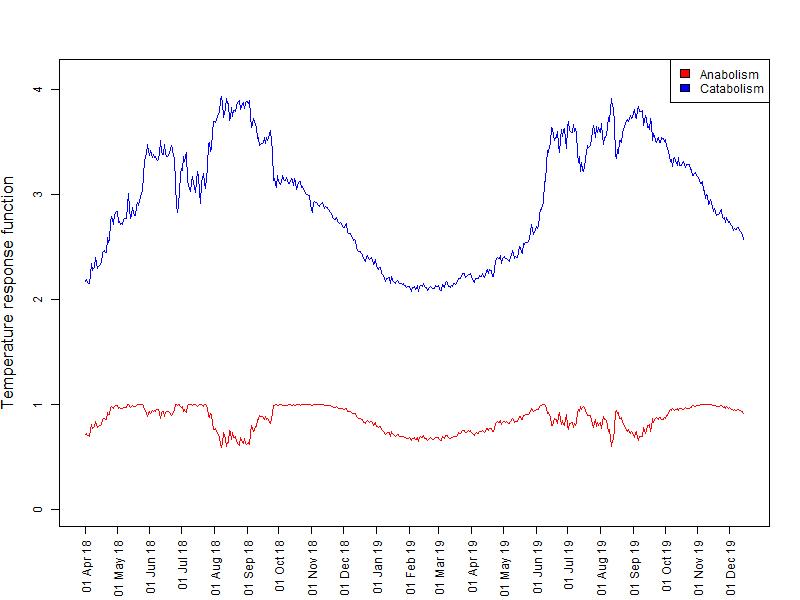 Anabolism
Catabolism
Temperature response function
4
3
2
1
0
01 Apr 18
01 May 18
01 Jun 18
01 Jul 18
01 Aug 18
01 Sep 18
01 Oct 18
01 Nov 18
01 Dec 18
01 Jan 19
01 Feb 19
01 Mar 19
01 Apr 19
01 May 19
01 Jun 19
01 Jul 19
01 Aug 19
01 Sep 19
01 Oct 19
01 Nov 19
01 Dec 19